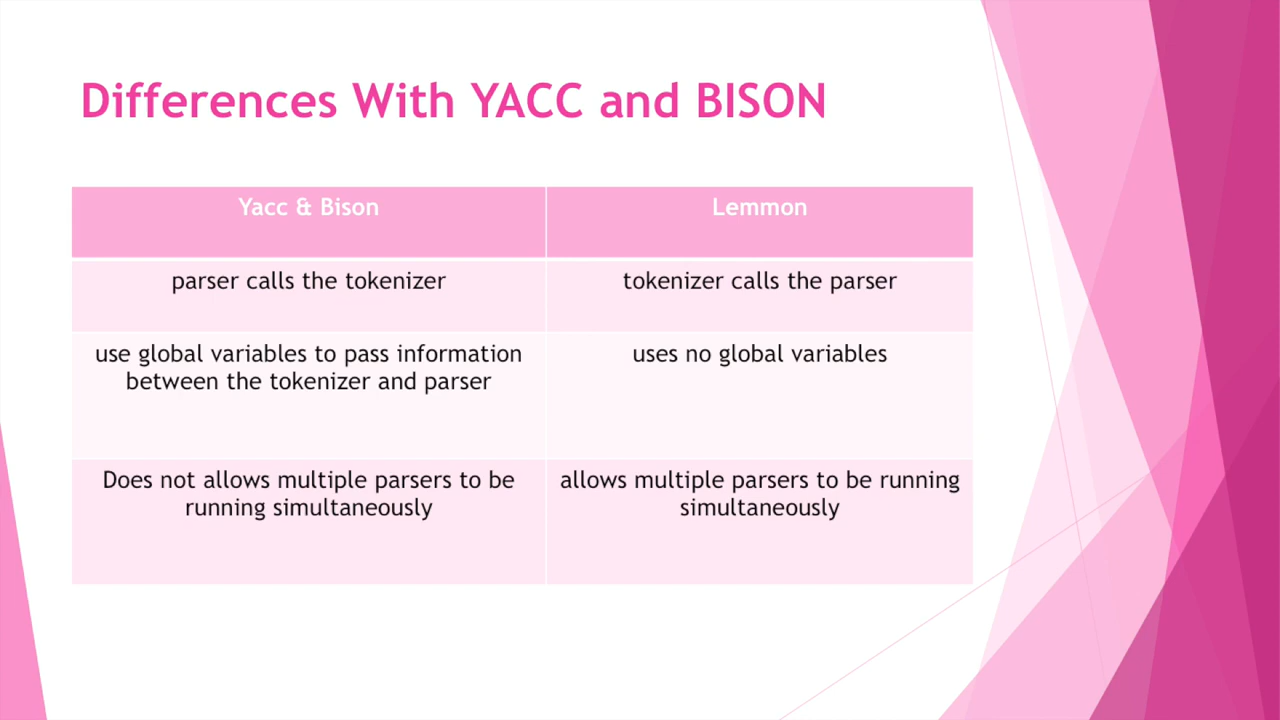 Differences With YACC and BISON
Yacc & Bison
Lemmon
parser calls the tokenizer
tokenizer calls the parser
use global variables to pass information
between the tokenizer and parser
uses no global variables
Does not allows multiple parsers to be
running simultaneously
allows multiple parsers to be running
simultaneously